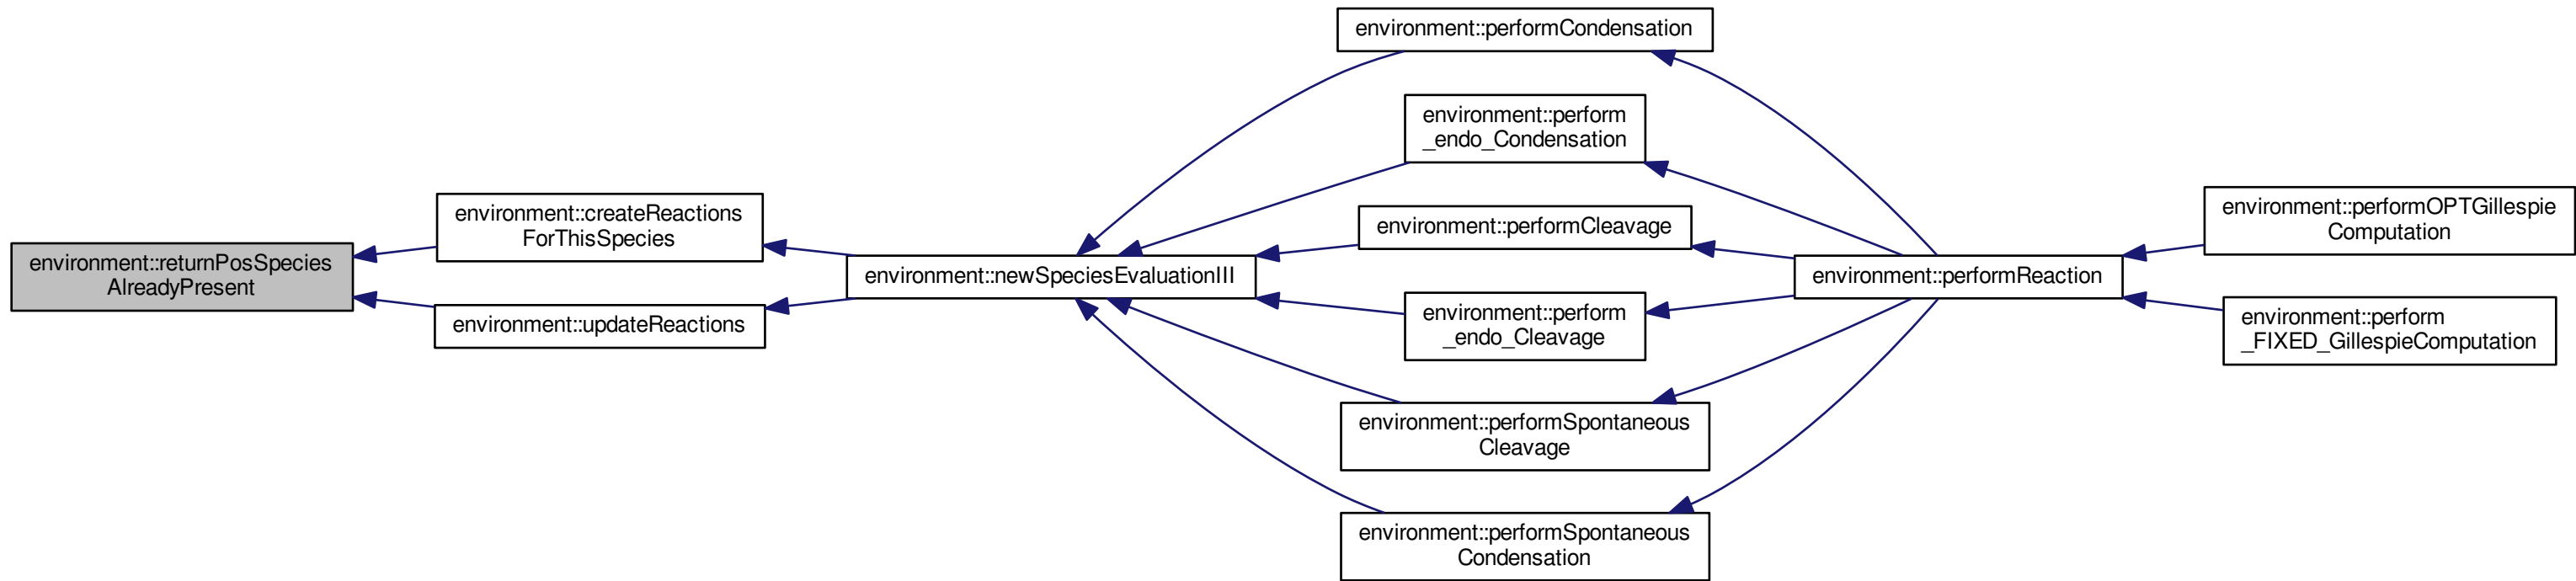 environment::returnPosSpecies
AlreadyPresent
environment::createReactions
ForThisSpecies
environment::updateReactions
environment::newSpeciesEvaluationIII
environment::performCondensation
environment::perform
_endo_Condensation
environment::performCleavage
environment::perform
_endo_Cleavage
environment::performSpontaneous
Cleavage
environment::performSpontaneous
Condensation
environment::performReaction
environment::performOPTGillespie
Computation
environment::perform
_FIXED_GillespieComputation